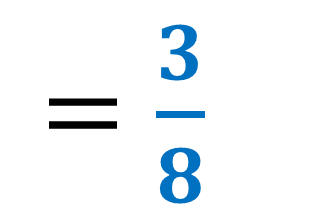 = 3/8